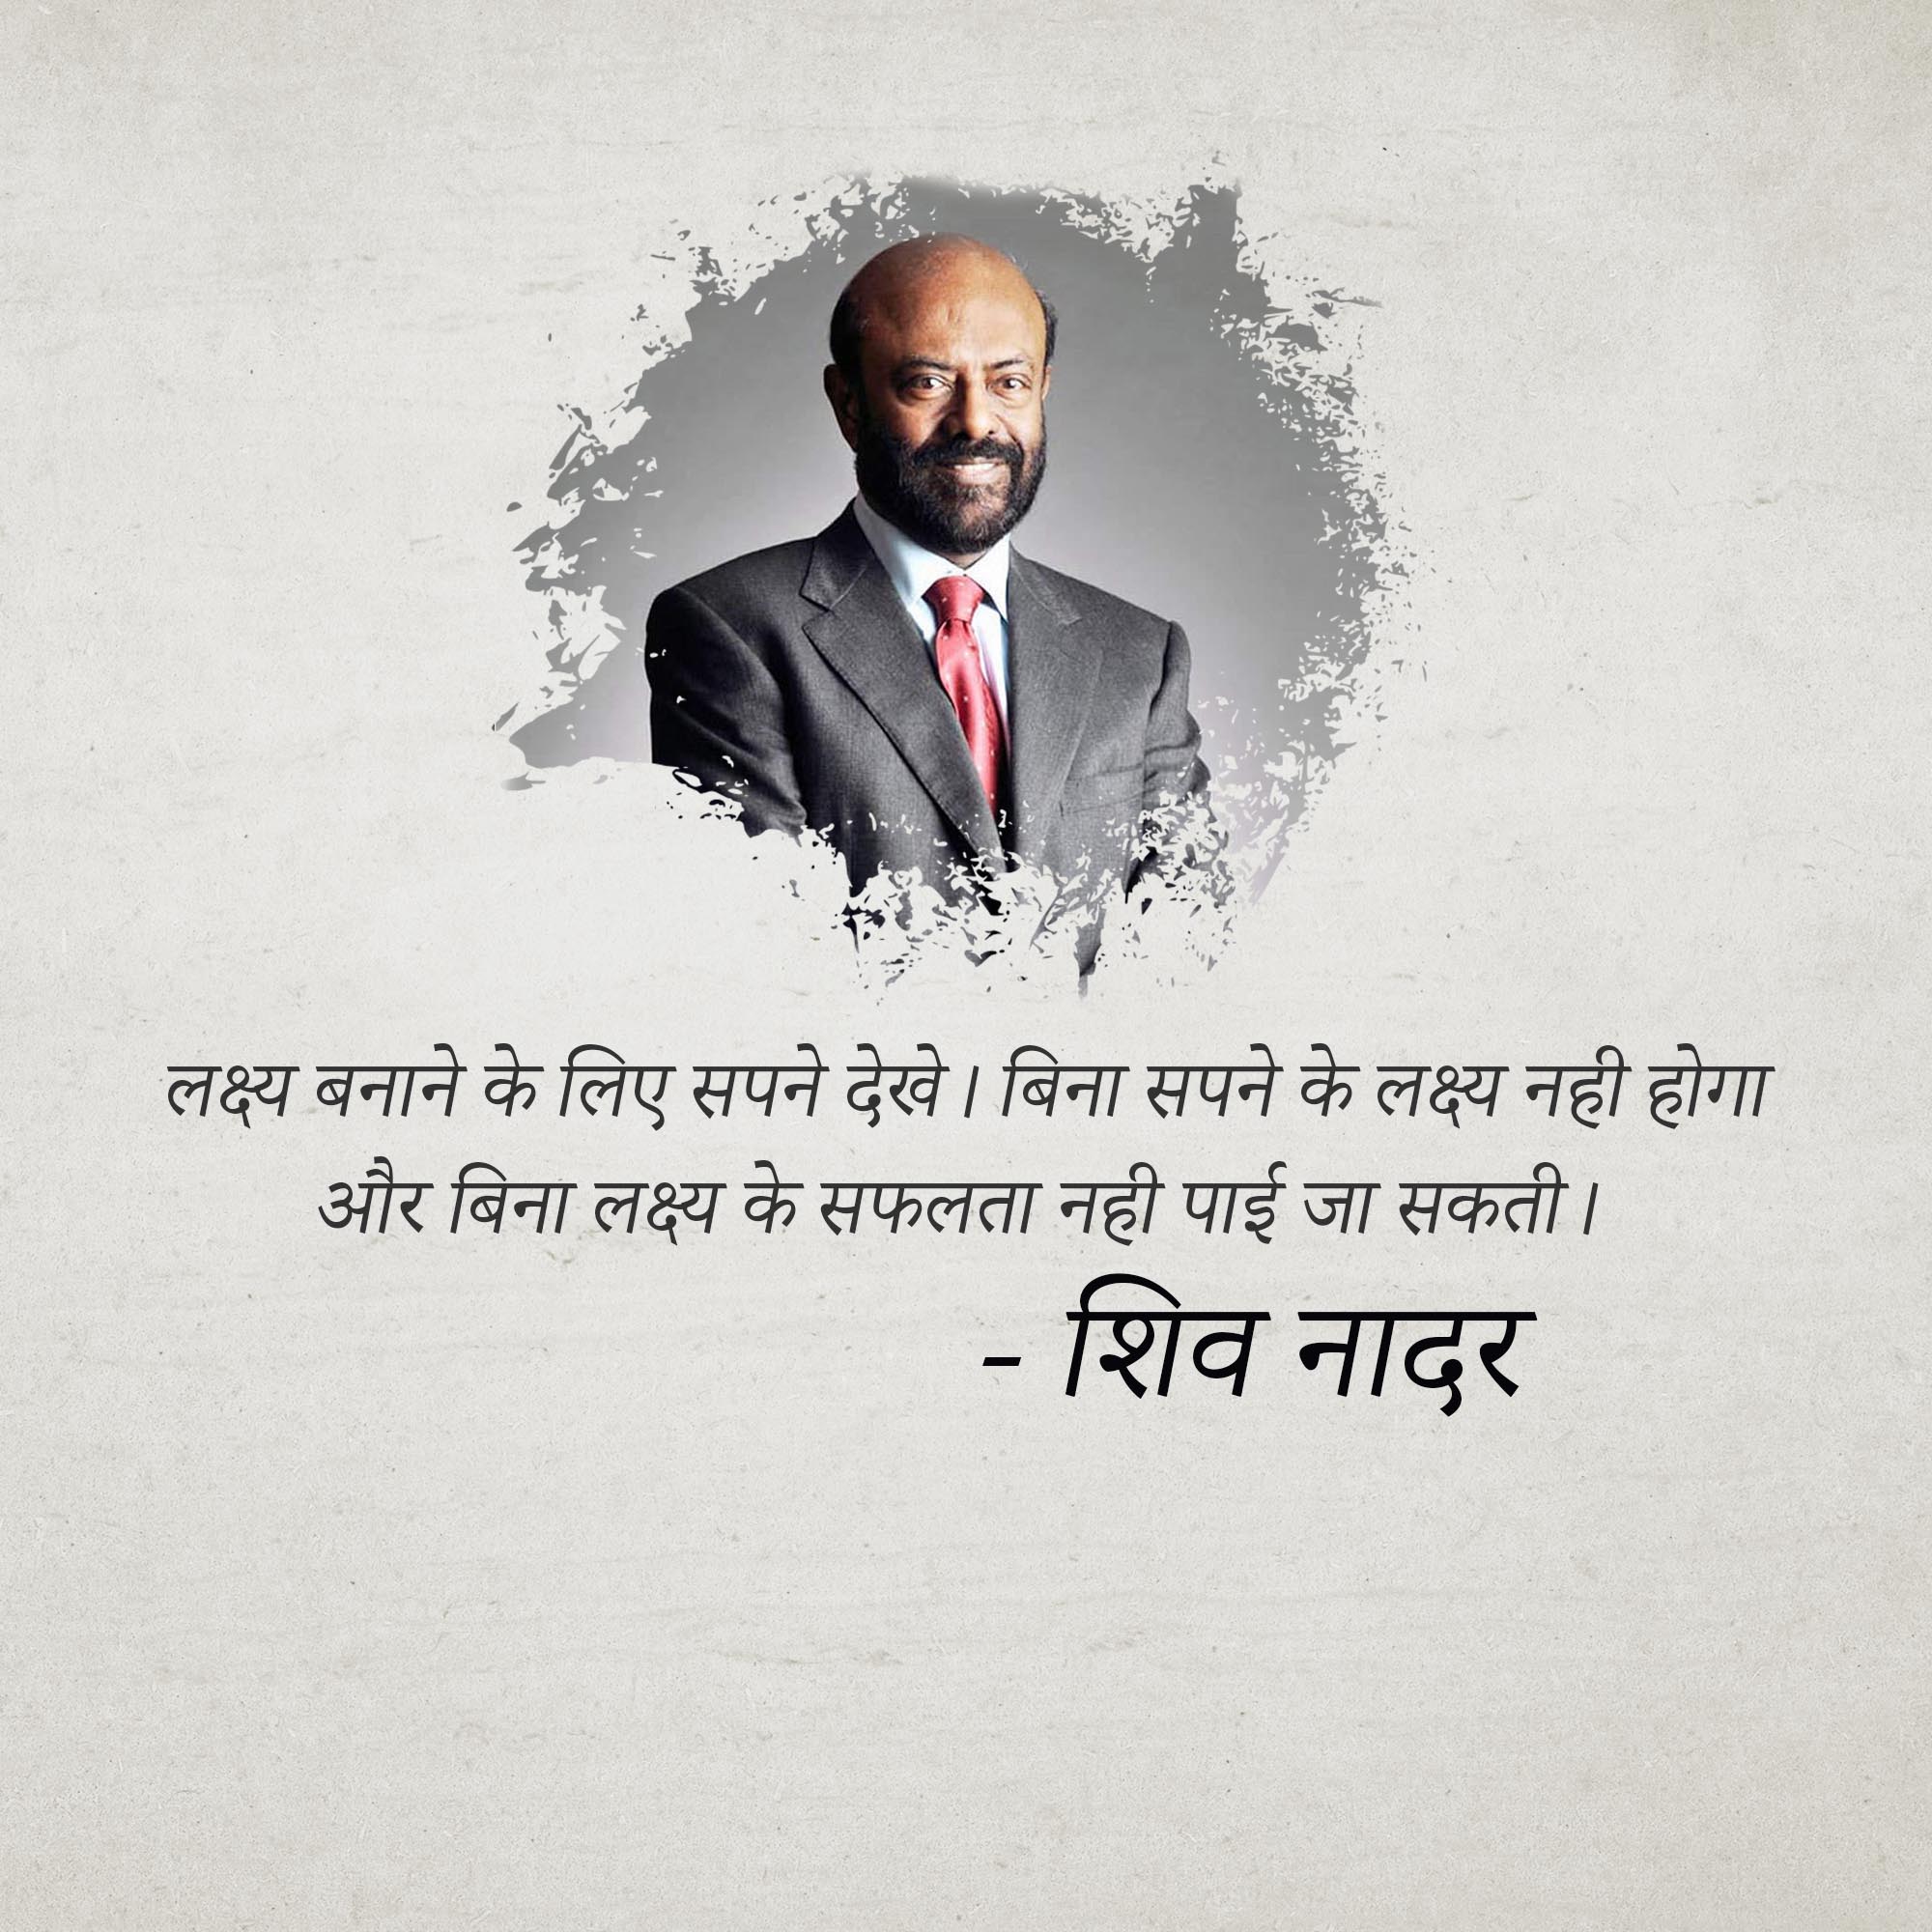 लक्ष्य बनाने के लिए सपने देखे। बिना सपने के लक्ष्य नही होगा
और बिना लक्ष्य के सफलता नही पाई जा सकती।
- शिव नादर